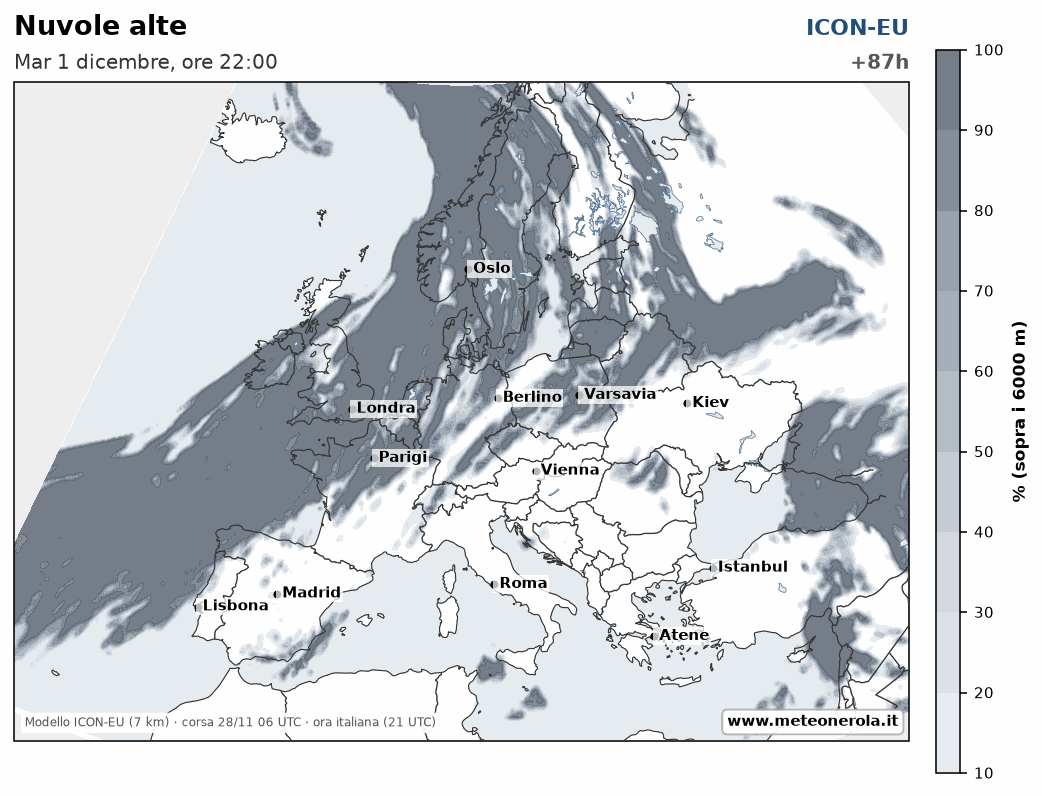 Nuvole alte
ICON-EU
Mar 1 dicembre, ore 22:00
+87h
100
90
80
70
60
50
40
30
20
10
% (sopra i 6000 m)
Oslo
Londra
Berlino
Varsavia
Kiev
Parigi
Vienna
Istanbul
Roma
Madrid
Lisbona
Atene
Modello ICON-EU (7 km) · corsa 28/11 06 UTC · ora italiana (21 UTC)
www.meteonerola.it